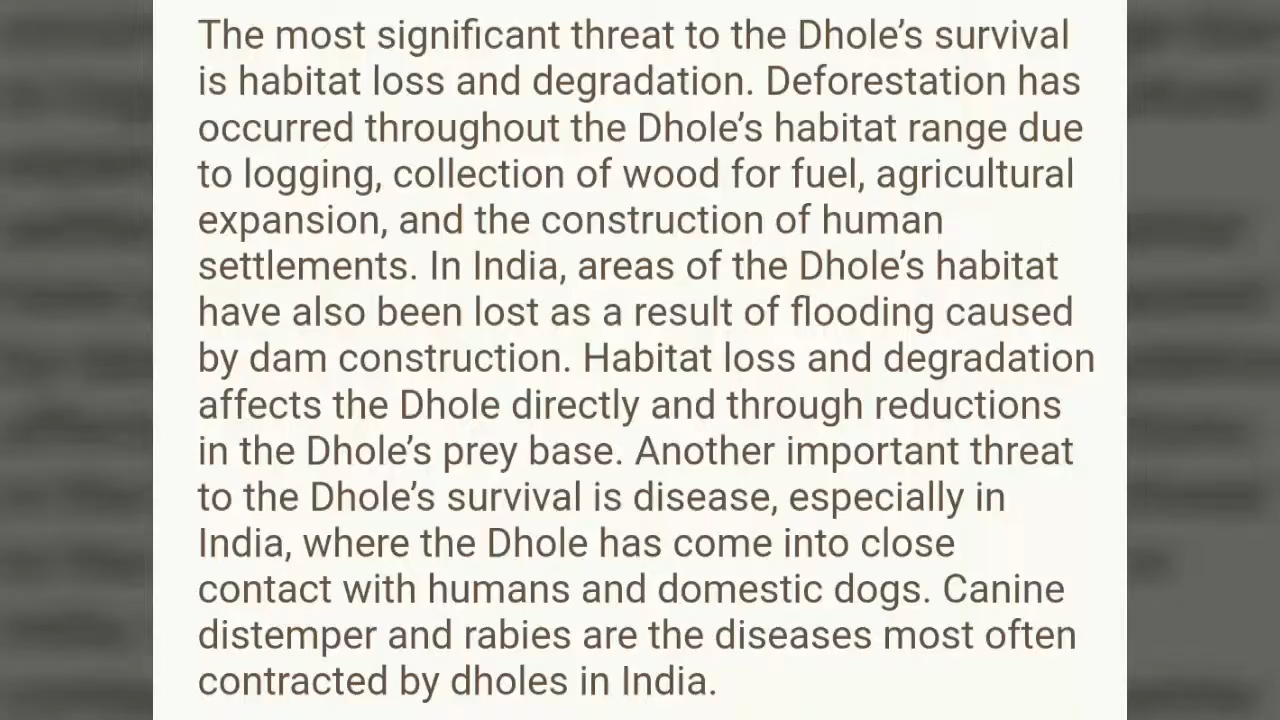 The most significant threat to the Dhole’s survival
is habitat loss and degradation. Deforestation has
occurred throughout the Dhole’s habitat range due
to logging, collection of wood for fuel, agricultural
expansion, and the construction of human
settlements. In India, areas of the Dhole’s habitat
have also been lost as a result of flooding caused
by dam construction. Habitat loss and degradation
affects the Dhole directly and through reductions
in the Dhole’s prey base. Another important threat
to the Dhole’s survival is disease, especially in
India, where the Dhole has come into close
contact with humans and domestic dogs. Canine
distemper and rabies are the diseases most often
contracted by dholes in India.